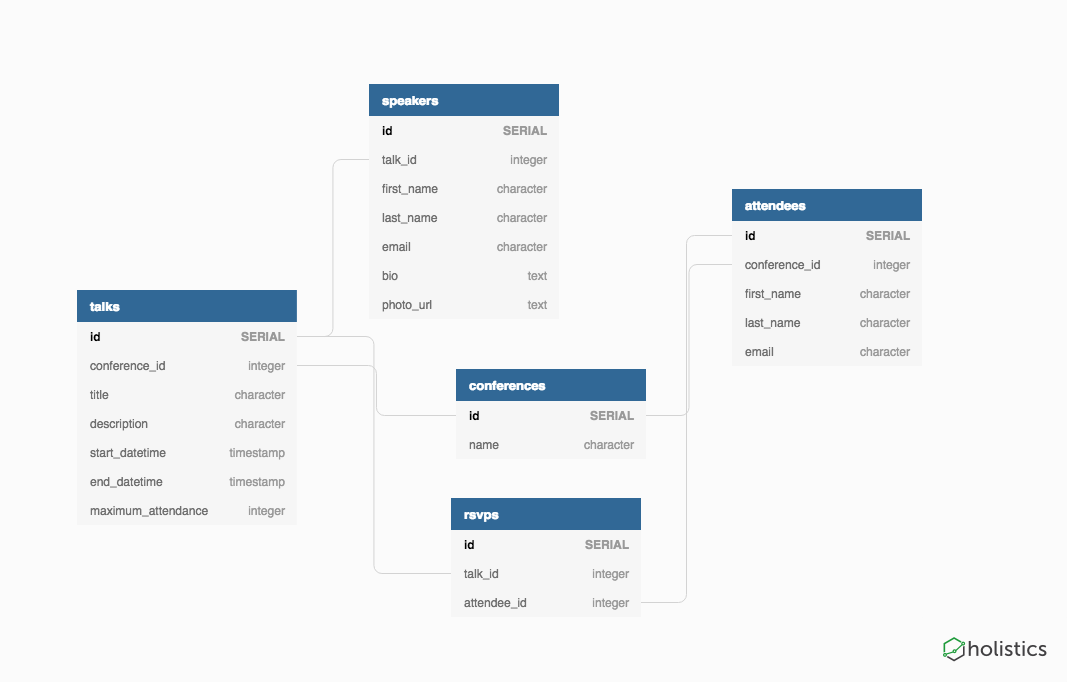 speakers
id SERIAL
talk_id integer
first_name character
last_name character
email character
bio text
photo_url text
attendees
id SERIAL
conference_id integer
first_name character
last_name character
email character
talks
id SERIAL
conference_id integer
title character
description character
start_datetime timestamp
end_datetime timestamp
maximum_attendance integer
conferences
id SERIAL
name character
rsvps
id SERIAL
talk_id integer
attendee_id integer
holistics